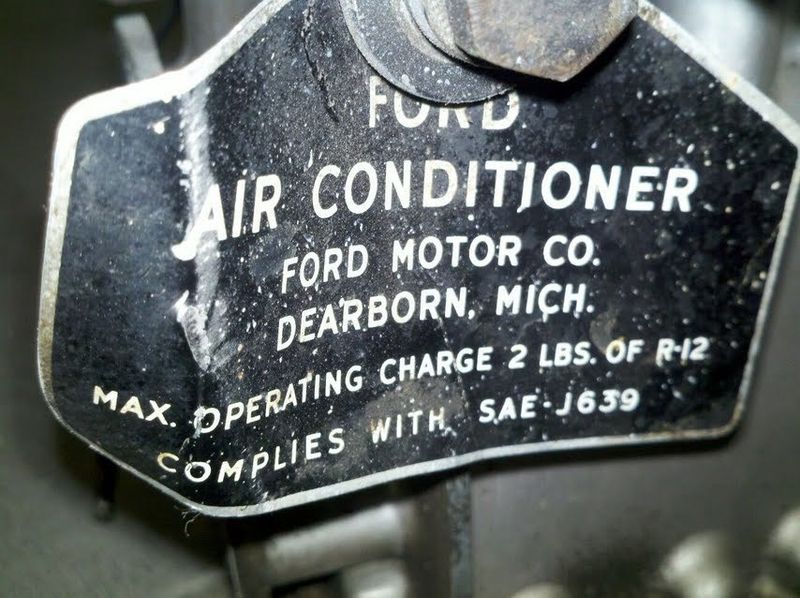 FORD
AIR CONDITIONER
FORD MOTOR CO.
DEARBORN, MICH.
MAX. OPERATING CHARGE 2 LBS. OF R-12
COMPLIES WITH SAE-J639